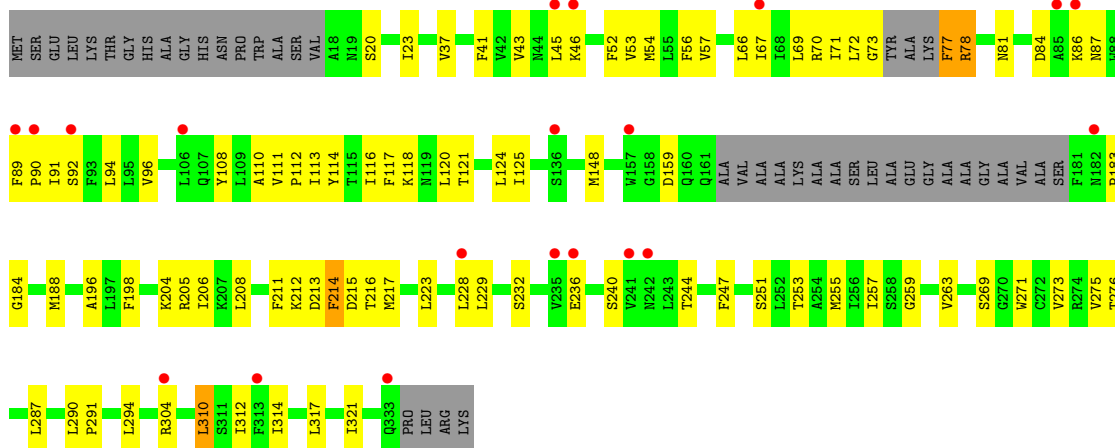 MET SER GLU LEU LYS THR GLY HIS ALA GLY HIS ASN PRO TRP ALA SER VAL A18 N19 S20 I23 V37 F41 V42 V43 N44 L45 K46 F52 V53 M54 L55 F56 V57 L66 I67 I68 L69 R70 I71 L72 G73 TYR ALA LYS F77 R78 N81 D84 A85 K86 N87 W88
F89 P90 I91 S92 F93 L94 L95 V96 L106 Q107 Y108 L109 A110 V111 P112 I113 Y114 T115 I116 F117 K118 N119 L120 T121 L124 I125 S136 M148 W157 G158 D159 Q160 Q161 ALA VAL ALA ALA LYS ALA ALA SER LEU ALA GLU GLY ALA ALA GLY ALA VAL ALA SER F181 N182 P183
G184 M188 A196 L197 F198 K204 R205 I206 K207 L208 F211 K212 D213 F214 D215 T216 M217 L223 L228 L229 S232 V235 E236 S240 V241 N242 L243 T244 F247 S251 L252 T253 A254 M255 I256 I257 S258 G259 V263 S269 G270 W271 C272 V273 R274 V275 T276
L287 L290 P291 L294 R304 L310 S311 I312 F313 I314 L317 I321 Q333 PRO LEU ARG LYS